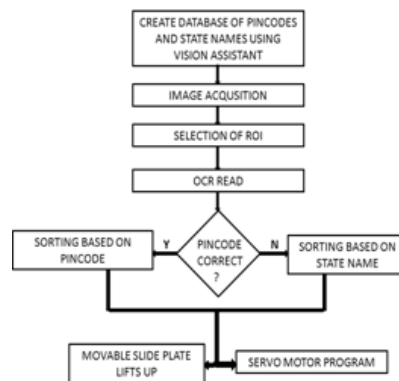 CREATE DATABASE OF PINCODES
AND STATE NAMES USING
VISION ASSISTANT
IMAGE ACQUSITION
SELECTION OF ROI
OCR READ
PINCODE
CORRECT
?
Y
N
SORTING BASED ON
PINCODE
SORTING BASED ON
STATE NAME
MOVABLE SLIDE PLATE
LIFTS UP
SERVO MOTOR PROGRAM